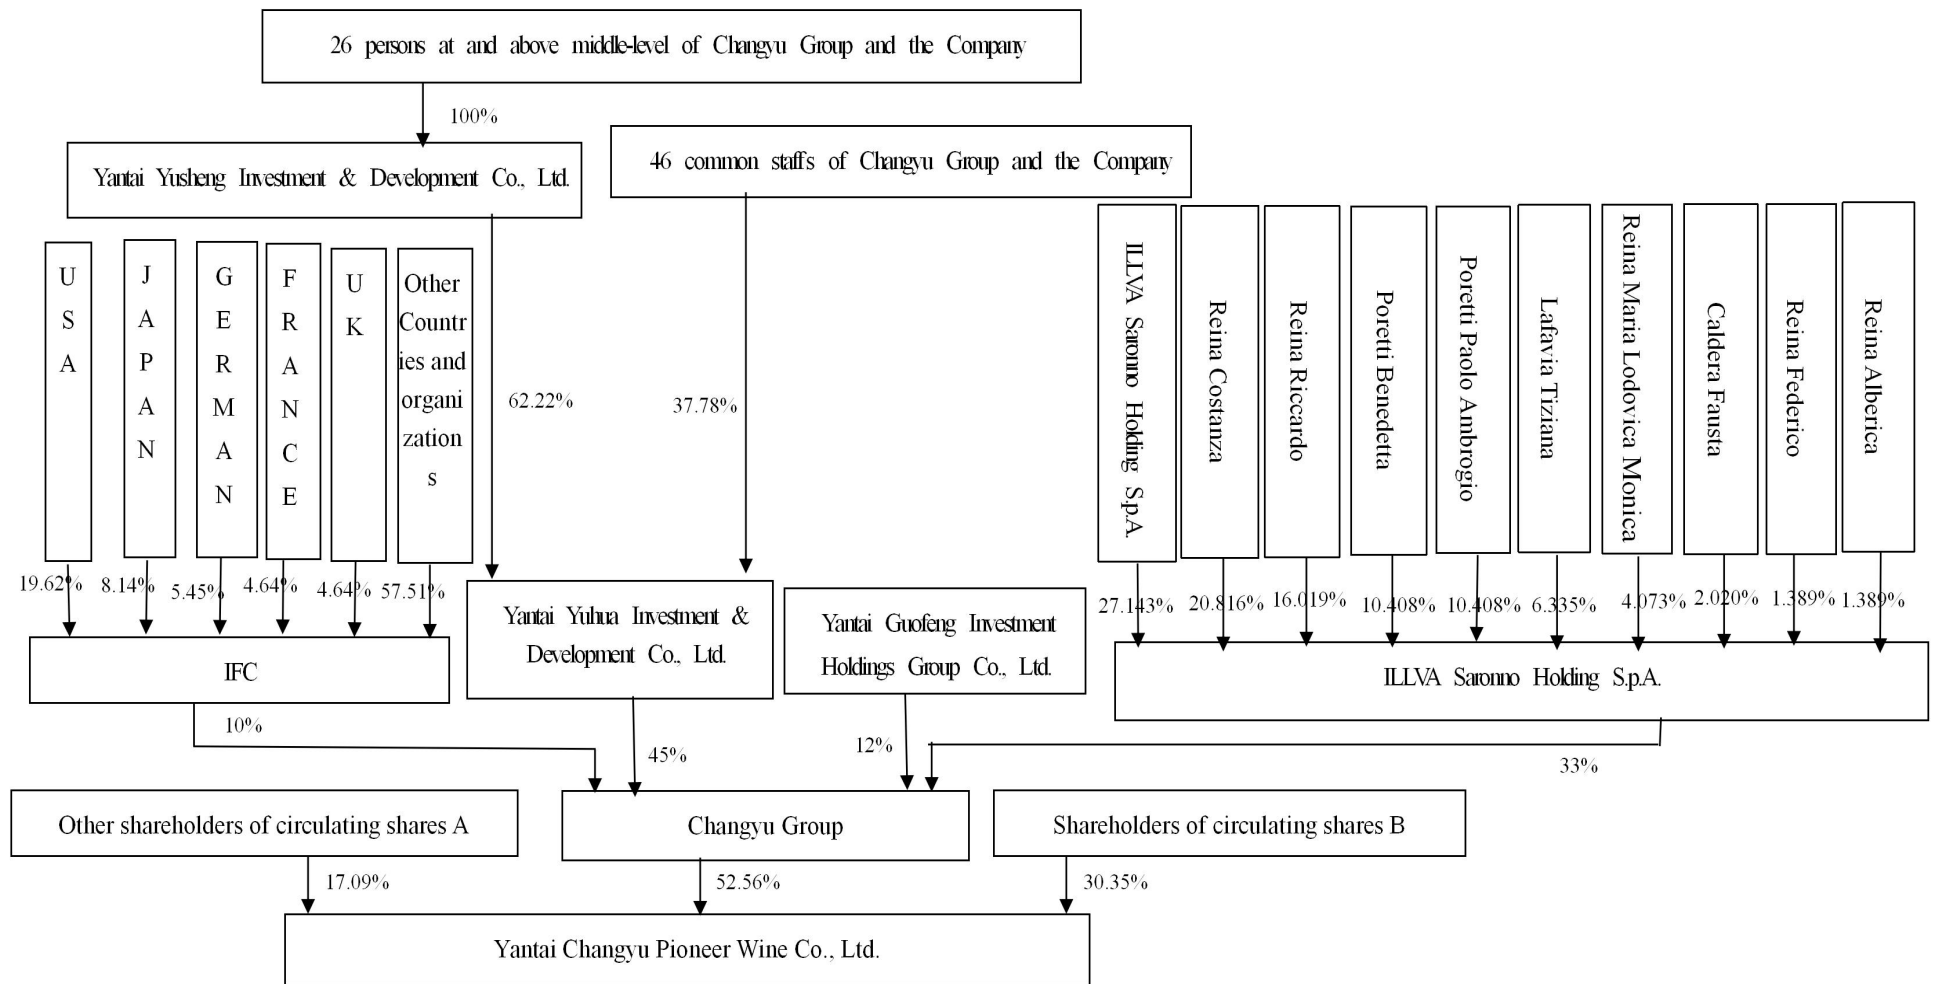 26 persons at and above middle-level of Changyu Group and the Company
100%
46 common staffs of Changyu Group and the Company
Yantai Yusheng Investment & Development Co., Ltd.
USA
JAPAN
GERMAN
FRANCE
UK
Other
Countr
ies and
organi
zation
s
62.22%
37.78%
ILLVA Saronno Holding S.p.A.
Reina Costanza
Reina Riccardo
Poretti Benedetta
Poretti Paolo Ambrogio
Lafavia Tiziana
Reina Maria Lodovica Monica
Caldera Fausta
Reina Federico
Reina Alberica
19.62%
8.14%
5.45%
4.64%
4.64%
57.51%
27.143%
20.816%
16.019%
10.408%
10.408%
6.335%
4.073%
2.020%
1.389%
1.389%
IFC
Yantai Yuhua Investment &
Development Co., Ltd.
Yantai Guofeng Investment
Holdings Group Co., Ltd.
ILLVA Saronno Holding S.p.A.
10%
45%
12%
33%
Other shareholders of circulating shares A
Changyu Group
Shareholders of circulating shares B
17.09%
52.56%
30.35%
Yantai Changyu Pioneer Wine Co., Ltd.